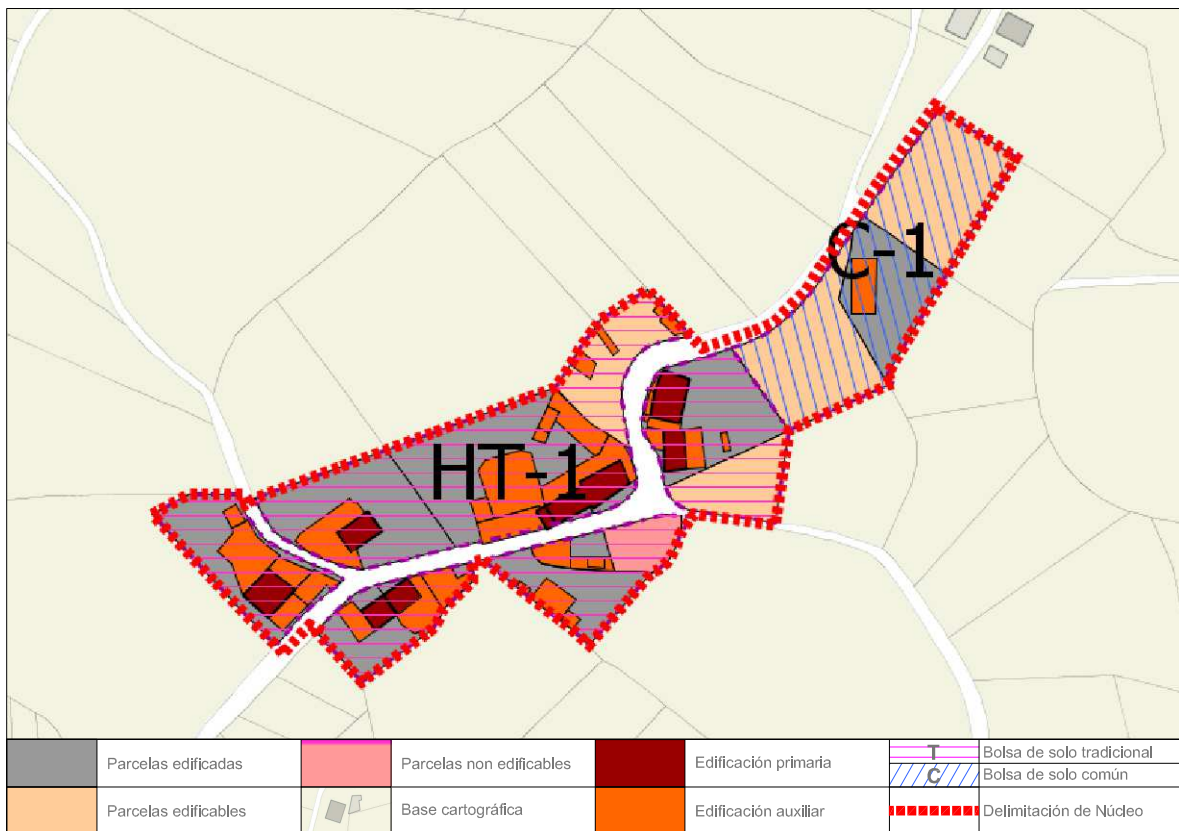 C-1
HT-1
Parcelas edificadas
Parcelas non edificables
Edificación primaria
T
Bolsa de solo tradicional
C
Bolsa de solo común
Parcelas edificables
Base cartográfica
Edificación auxiliar
Delimitación de Núcleo